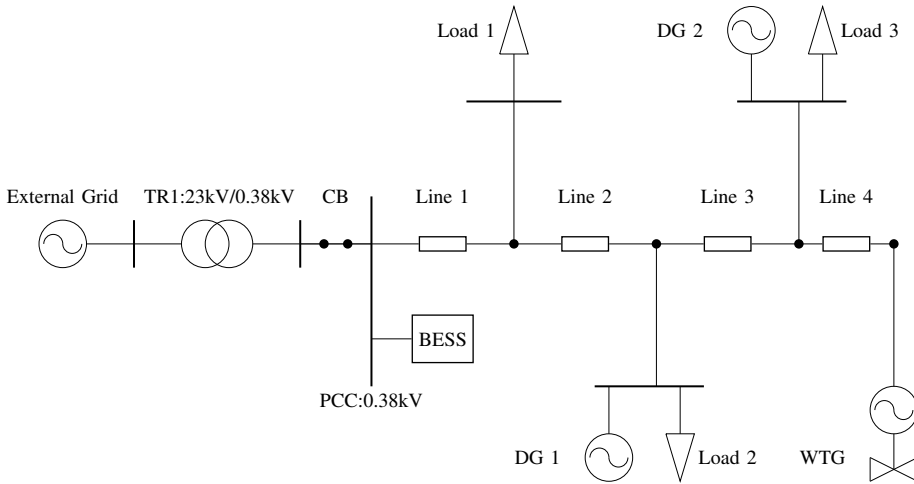 Load 1
DG 2
Load 3
External Grid
TR1:23kV/0.38kV
CB
Line 1
Line 2
Line 3
Line 4
BESS
PCC:0.38kV
DG 1
Load 2
WTG